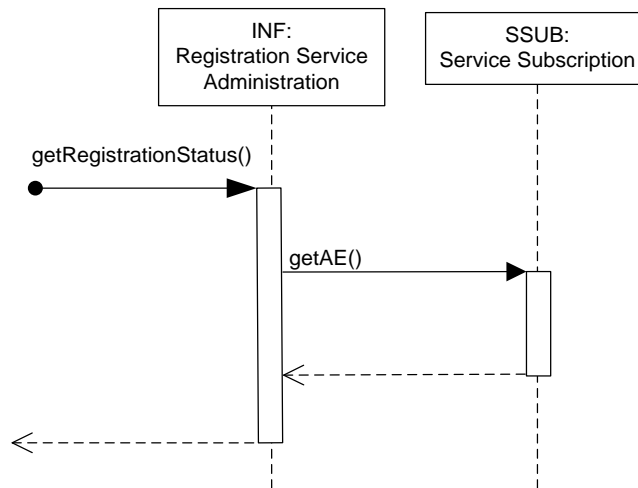 INF:
Registration Service
Administration
SSUB:
Service Subscription
getRegistrationStatus()
getAE()